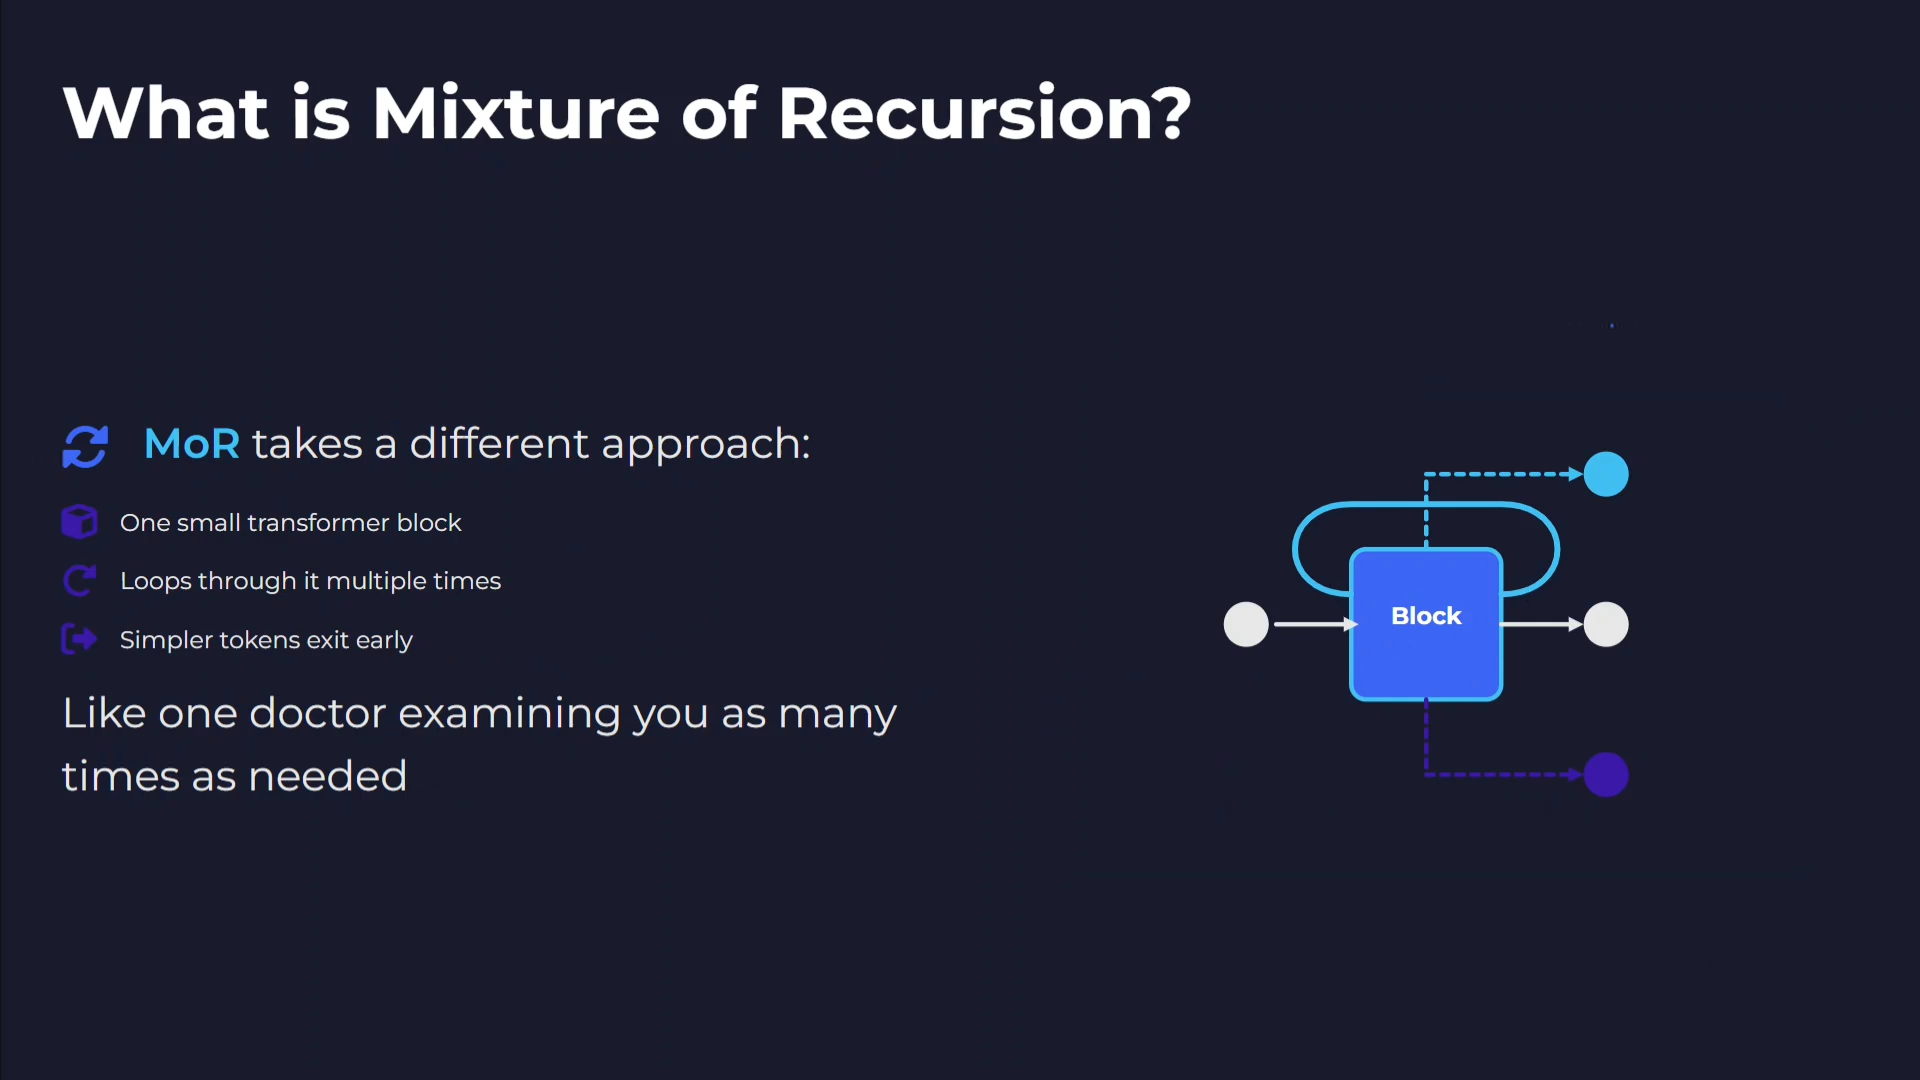 What is Mixture of Recursion?
MoR takes a different approach:
One small transformer block
Loops through it multiple times
Simpler tokens exit early
Like one doctor examining you as many
times as needed
Block